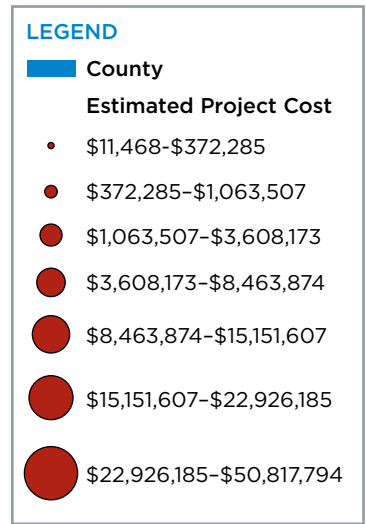 LEGEND
County
Estimated Project Cost
$11,468-$372,285
$372,285–$1,063,507
$1,063,507–$3,608,173
$3,608,173–$8,463,874
$8,463,874–$15,151,607
$15,151,607–$22,926,185
$22,926,185–$50,817,794